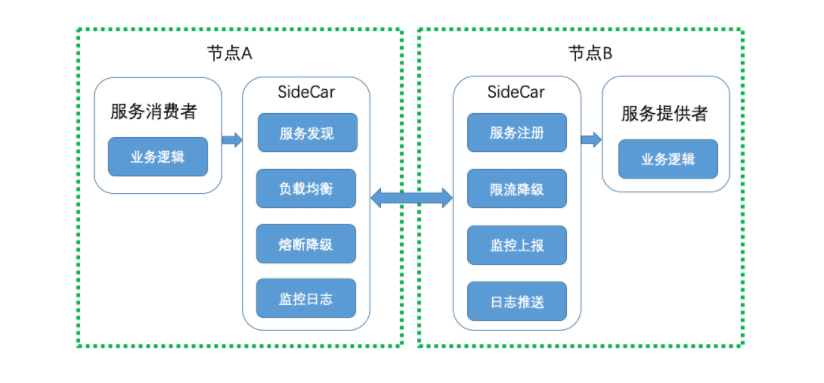 节点A
服务消费者
业务逻辑
SideCar
服务发现
负载均衡
熔断降级
监控日志
节点B
SideCar
服务注册
限流降级
监控上报
日志推送
服务提供者
业务逻辑